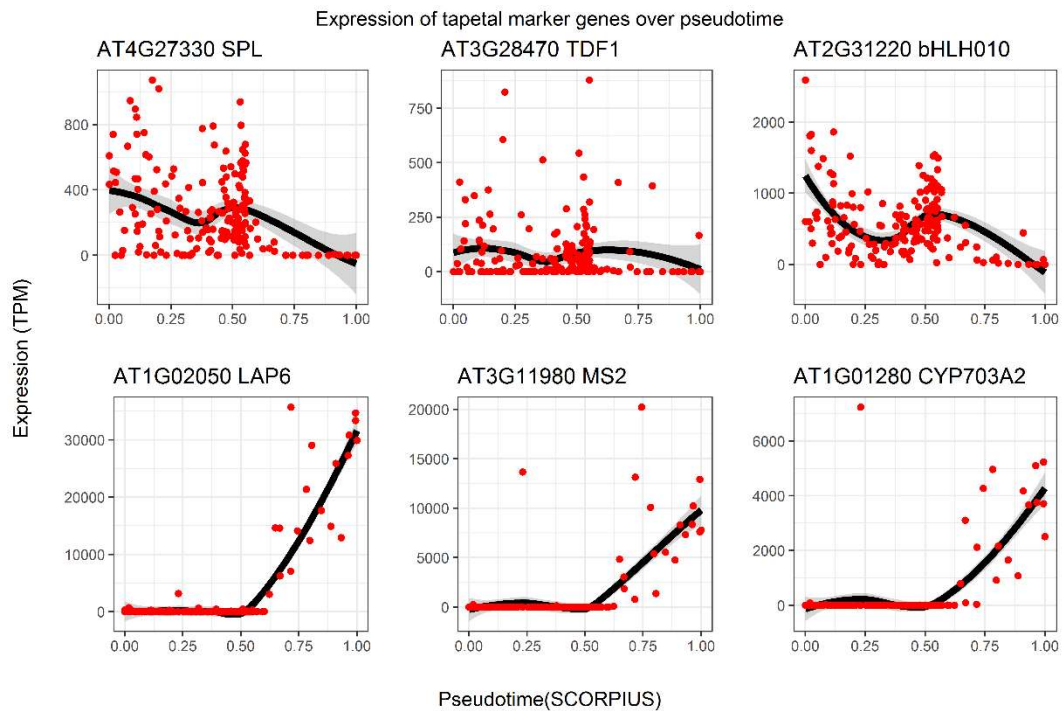 Expression of tapetal marker genes over pseudotime
AT4G27330 SPL
AT3G28470 TDF1
AT2G31220 bHLH010
800
400
0
0.00 0.25 0.50 0.75 1.00
750
500
250
0
0.00 0.25 0.50 0.75 1.00
2000
1000
0
0.00 0.25 0.50 0.75 1.00
Expression (TPM)
AT1G02050 LAP6
AT3G11980 MS2
AT1G01280 CYP703A2
30000
20000
10000
0
0.00 0.25 0.50 0.75 1.00
20000
15000
10000
5000
0
0.00 0.25 0.50 0.75 1.00
6000
4000
2000
0
0.00 0.25 0.50 0.75 1.00
Pseudotime(SCORPIUS)